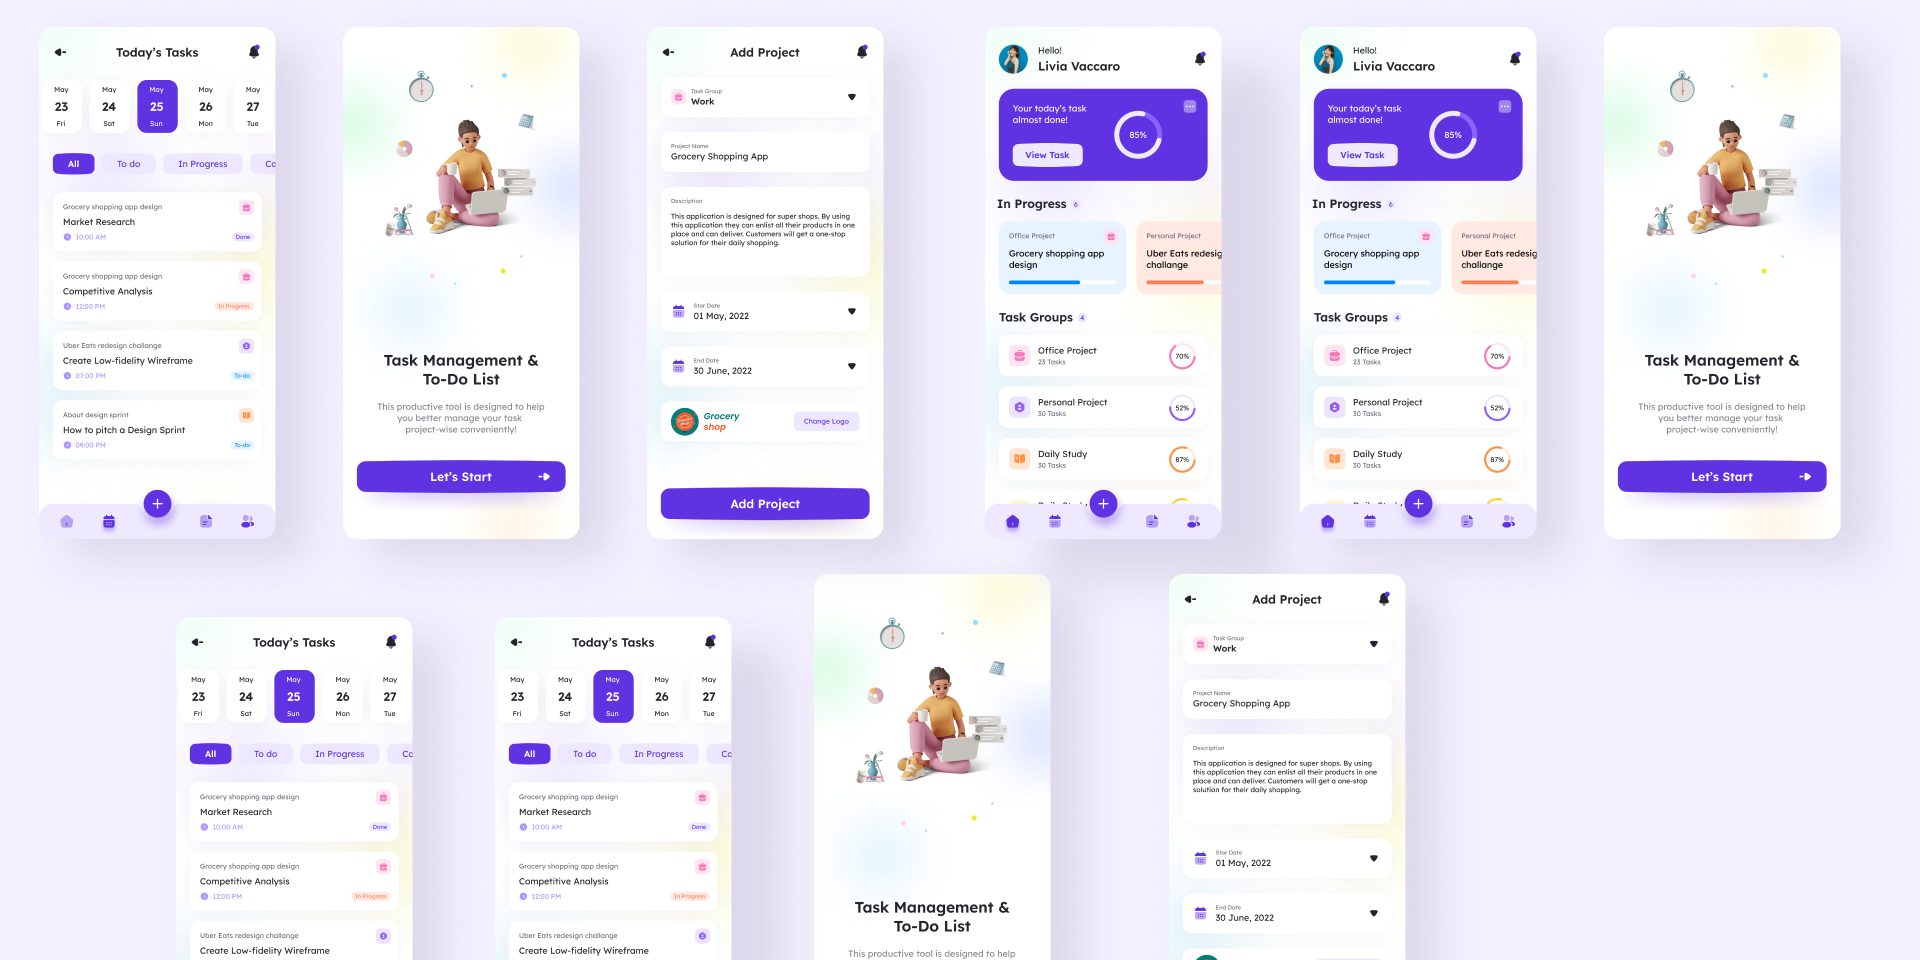 Today's Tasks
May
23
Fri
May
24
Sat
May
25
Sun
May
26
Mon
May
27
Tue
All
To do
In Progress
Co
Grocery shopping app design
Market Research
10:00 AM
Done
Grocery shopping app design
Competitive Analysis
12:00 PM
In Progress
Uber Eats redesign challange
Create Low-fidelity Wireframe
07:00 PM
To-do
About design sprint
How to pitch a Design Sprint
09:00 PM
To-do
Task Management &
To-Do List
This productive tool is designed to help
you better manage your task
project-wise conveniently!
Let's Start
Add Project
Task Group
Work
Project Name
Grocery Shopping App
Description
This application is designed for super shops. By using
this application they can enlist all their products in one
place and can deliver. Customers will get a one-stop
solution for their daily shopping.
Star Date
01 May, 2022
End Date
30 June, 2022
Grocery
shop
Change Logo
Add Project
Hello!
Livia Vaccaro
Your today's task
almost done!
85%
View Task
In Progress 6
Office Project
Grocery shopping app
design
Personal Project
Uber Eats redesig
challange
Task Groups 4
Office Project
23 Tasks
70%
Personal Project
30 Tasks
52%
Daily Study
30 Tasks
87%
Hello!
Livia Vaccaro
Your today's task
almost done!
85%
View Task
In Progress 6
Office Project
Grocery shopping app
design
Personal Project
Uber Eats redesig
challange
Task Groups 4
Office Project
23 Tasks
70%
Personal Project
30 Tasks
52%
Daily Study
30 Tasks
87%
Task Management &
To-Do List
This productive tool is designed to help
you better manage your task
project-wise conveniently!
Let's Start
Today's Tasks
May
23
Fri
May
24
Sat
May
25
Sun
May
26
Mon
May
27
Tue
All
To do
In Progress
Co
Grocery shopping app design
Market Research
10:00 AM
Done
Grocery shopping app design
Competitive Analysis
12:00 PM
In Progress
Uber Eats redesign challange
Create Low-fidelity Wireframe
Today's Tasks
May
23
Fri
May
24
Sat
May
25
Sun
May
26
Mon
May
27
Tue
All
To do
In Progress
Co
Grocery shopping app design
Market Research
10:00 AM
Done
Grocery shopping app design
Competitive Analysis
12:00 PM
In Progress
Uber Eats redesign challange
Create Low-fidelity Wireframe
Task Management &
To-Do List
This productive tool is designed to help
Add Project
Task Group
Work
Project Name
Grocery Shopping App
Description
This application is designed for super shops. By using
this application they can enlist all their products in one
place and can deliver. Customers will get a one-stop
solution for their daily shopping.
Star Date
01 May, 2022
End Date
30 June, 2022